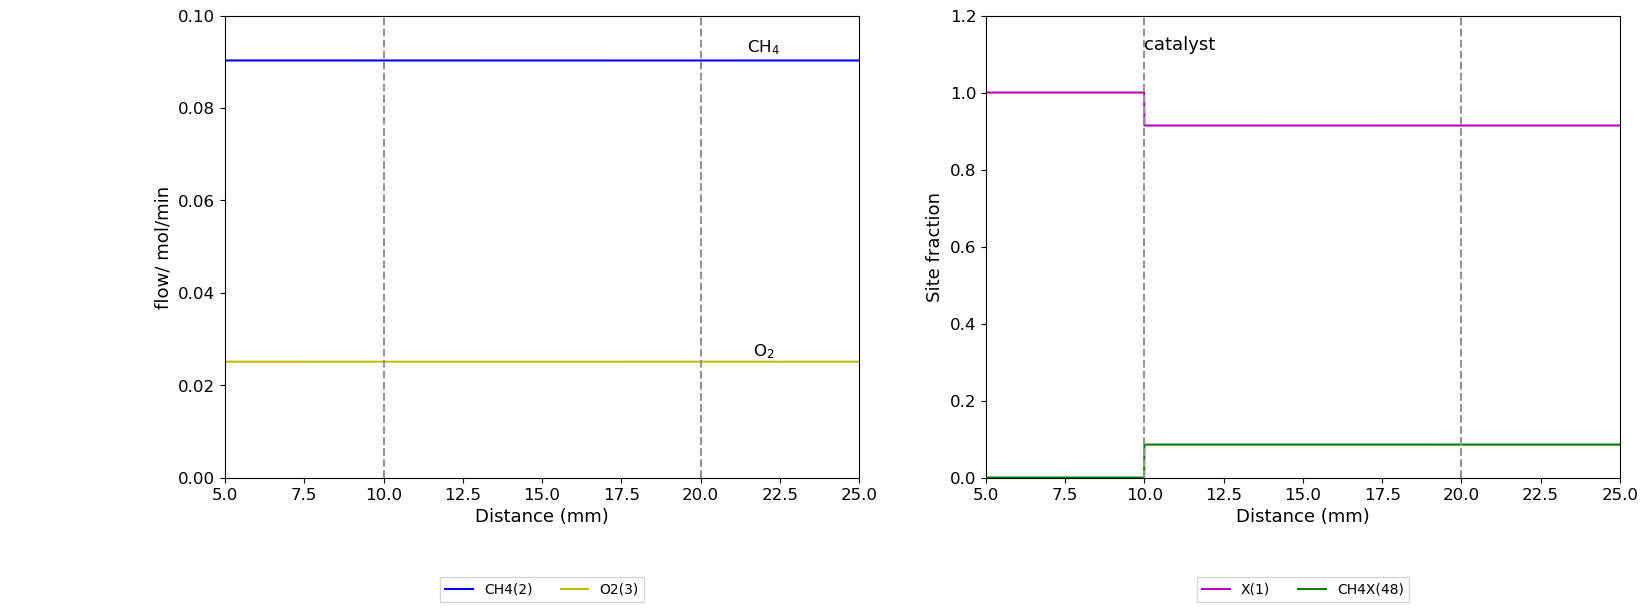 0.10
0.08
0.06
0.04
0.02
0.00
flow/ mol/min
CH₄
O₂
5.0 7.5 10.0 12.5 15.0 17.5 20.0 22.5 25.0
Distance (mm)
CH4(2) O2(3)
1.2
1.0
0.8
0.6
0.4
0.2
0.0
Site fraction
catalyst
5.0 7.5 10.0 12.5 15.0 17.5 20.0 22.5 25.0
Distance (mm)
X(1) CH4X(48)